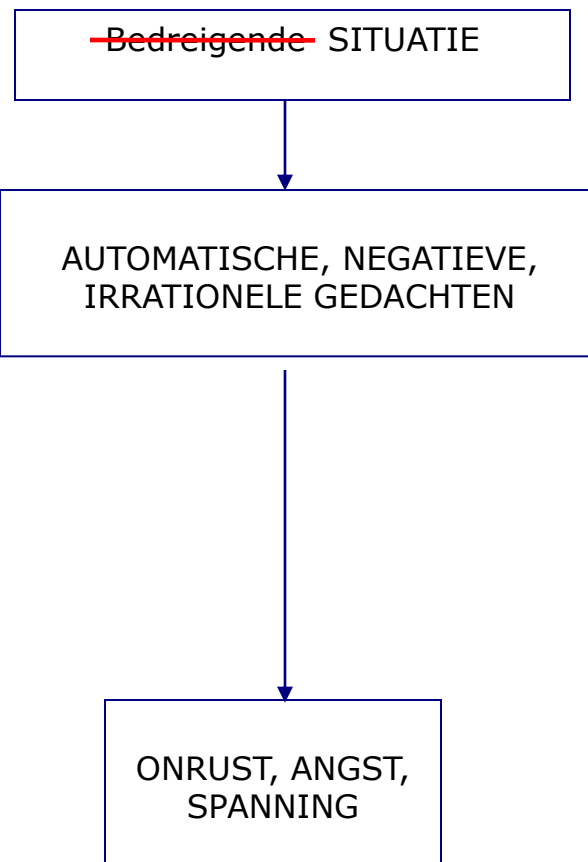 Bedreigende SITUATIE
AUTOMATISCHE, NEGATIEVE,
IRRATIONELE GEDACHTEN
ONRUST, ANGST,
SPANNING